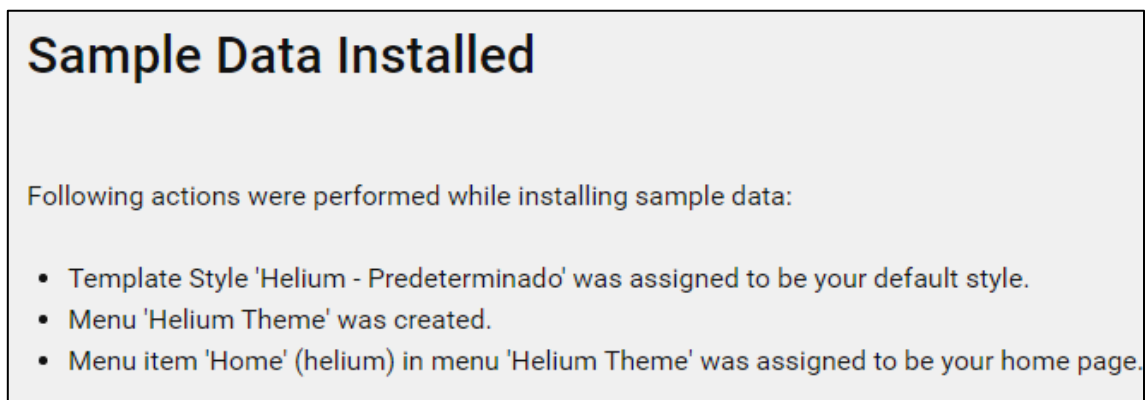 Sample Data Installed
Following actions were performed while installing sample data:
• Template Style 'Helium - Predeterminado' was assigned to be your default style.
• Menu 'Helium Theme' was created.
• Menu item 'Home' (helium) in menu 'Helium Theme' was assigned to be your home page.